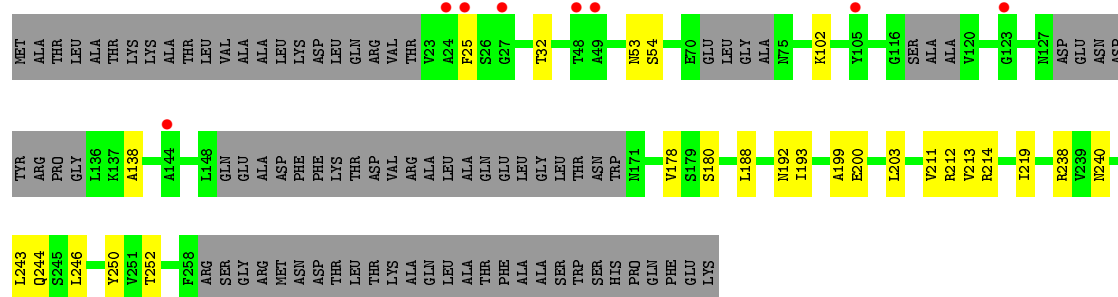 MET ALA THR LEU ALA THR LYS LYS ALA THR LEU VAL ALA ALA LEU LYS ASP LEU GLN ARG VAL THR V23 A24 F25 S26 G27 T32 T48 A49 N53 S54 E70 GLU LEU GLY ALA N75 K102 Y105 G116 SER ALA ALA V120 G123 N127 ASP GLU ASN ASP
TYR ARG PRO GLY L136 K137 A138 A144 L148 GLN GLU ALA ASP PHE PHE LYS THR ASP VAL ARG ALA LEU ALA GLN GLU LEU GLY LEU THR ASN TRP N171 V178 S179 S180 L188 N192 I193 A199 E200 L203 V211 R212 V213 R214 I219 R238 V239 N240
L243 Q244 S245 L246 Y250 V251 T252 F258 ARG SER GLY ARG MET ASN ASP THR LEU THR LYS ALA GLN LEU ALA THR PHE ALA ALA SER TRP SER HIS PRO GLN PHE GLU LYS